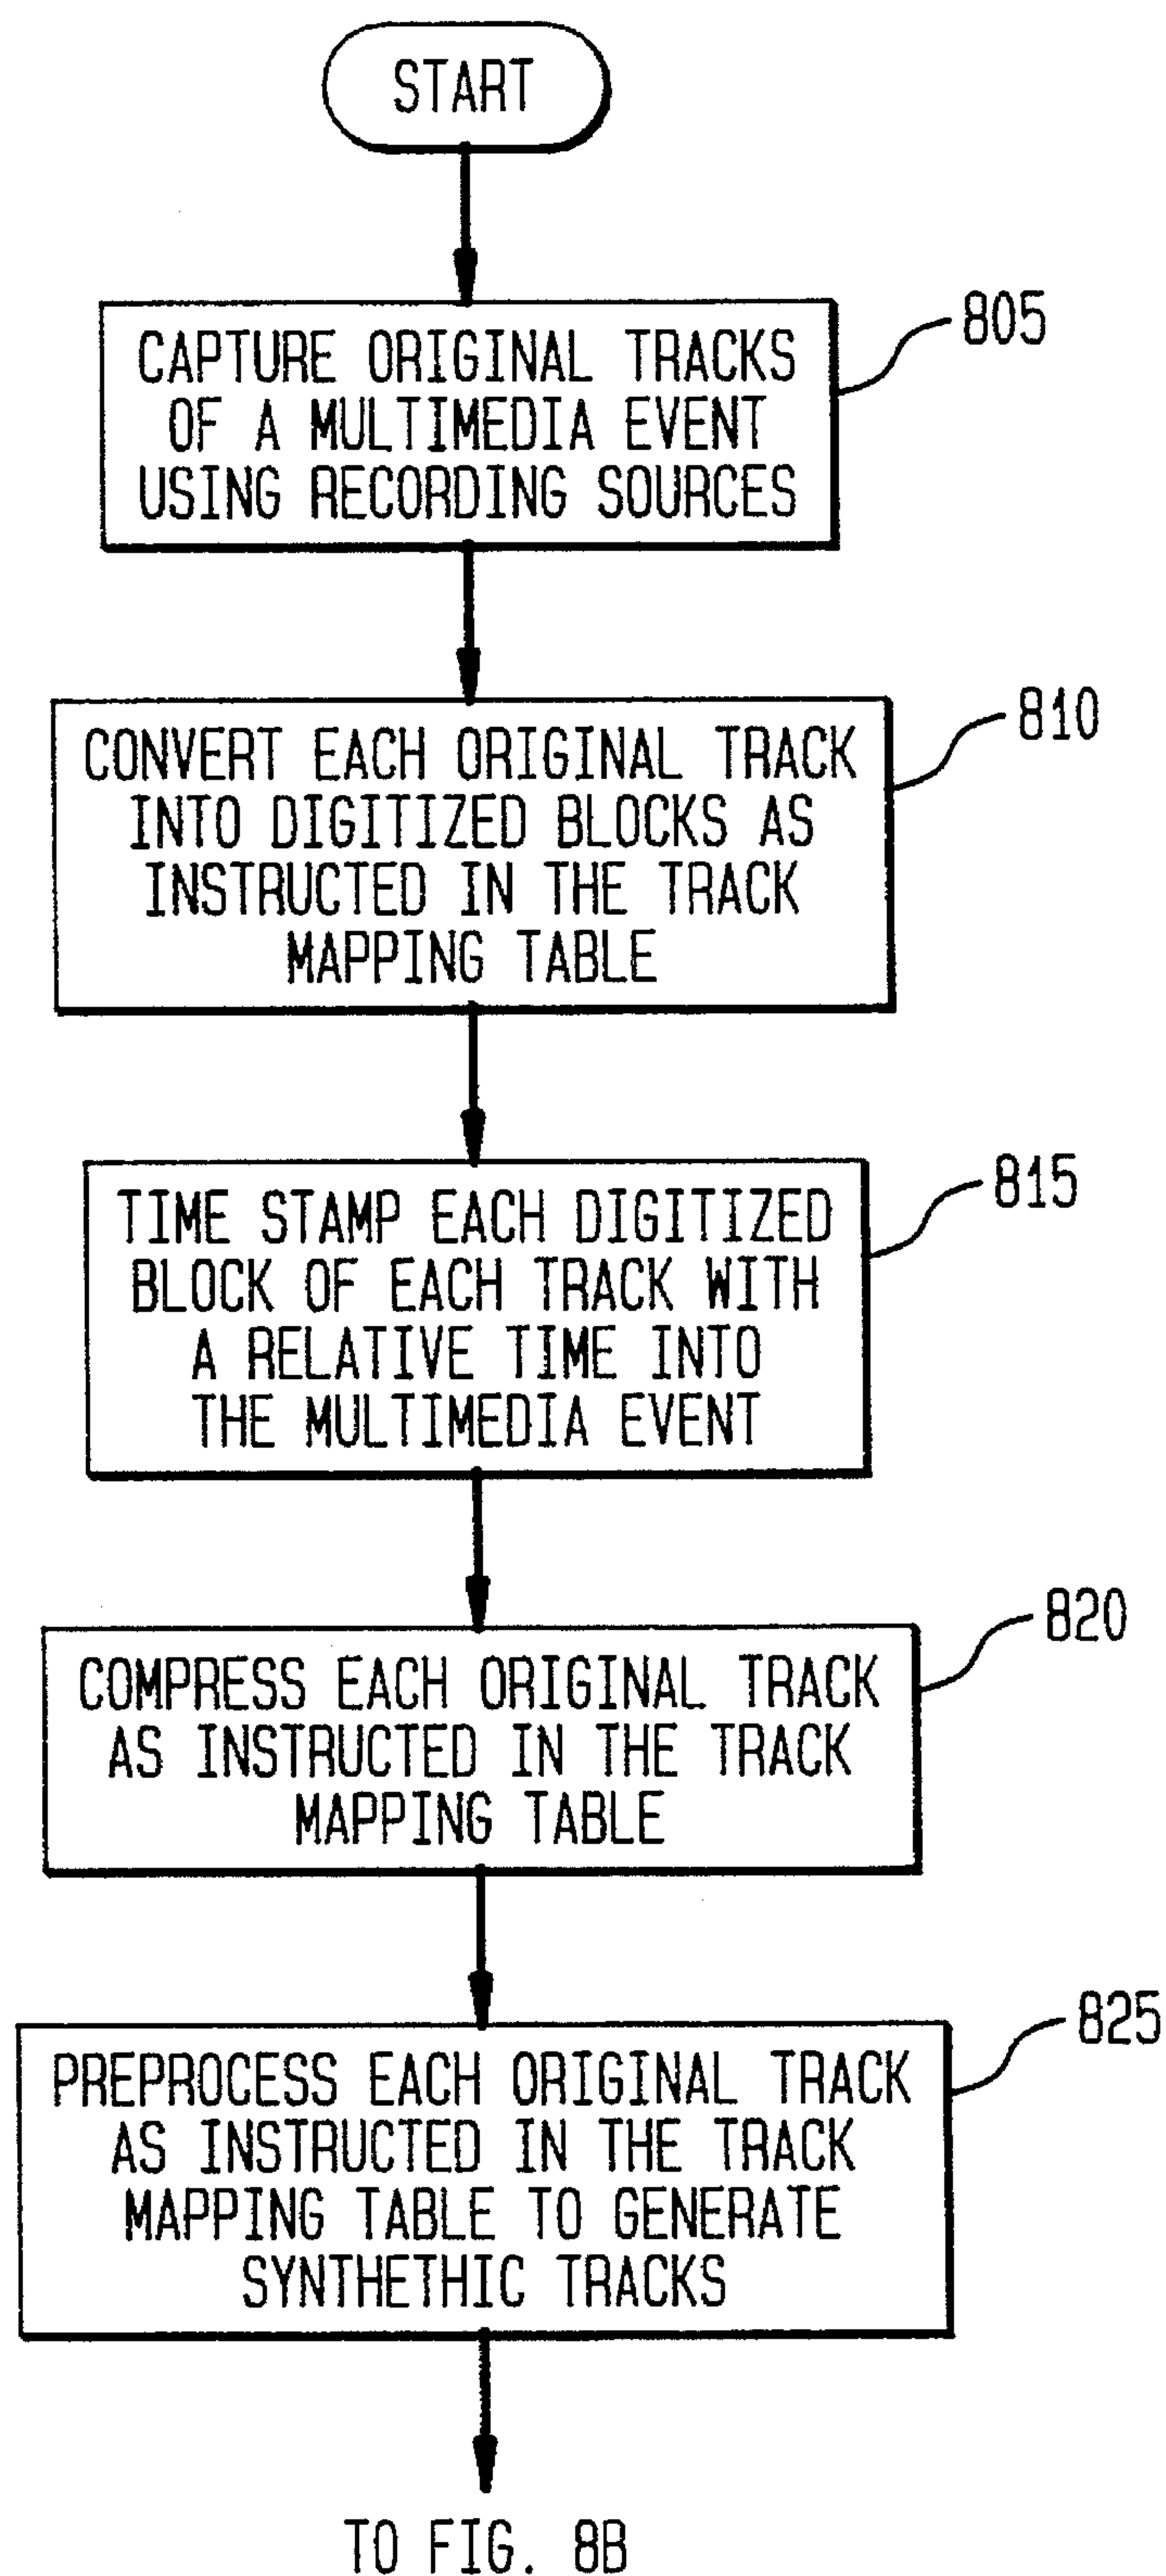 START
CAPTURE ORIGINAL TRACKS
OF A MULTIMEDIA EVENT
USING RECORDING SOURCES
805
CONVERT EACH ORIGINAL TRACK
INTO DIGITIZED BLOCKS AS
INSTRUCTED IN THE TRACK
MAPPING TABLE
810
TIME STAMP EACH DIGITIZED
BLOCK OF EACH TRACK WITH
A RELATIVE TIME INTO
THE MULTIMEDIA EVENT
815
COMPRESS EACH ORIGINAL TRACK
AS INSTRUCTED IN THE TRACK
MAPPING TABLE
820
PREPROCESS EACH ORIGINAL TRACK
AS INSTRUCTED IN THE TRACK
MAPPING TABLE TO GENERATE
SYNTHETHIC TRACKS
825
TO FIG. 8B